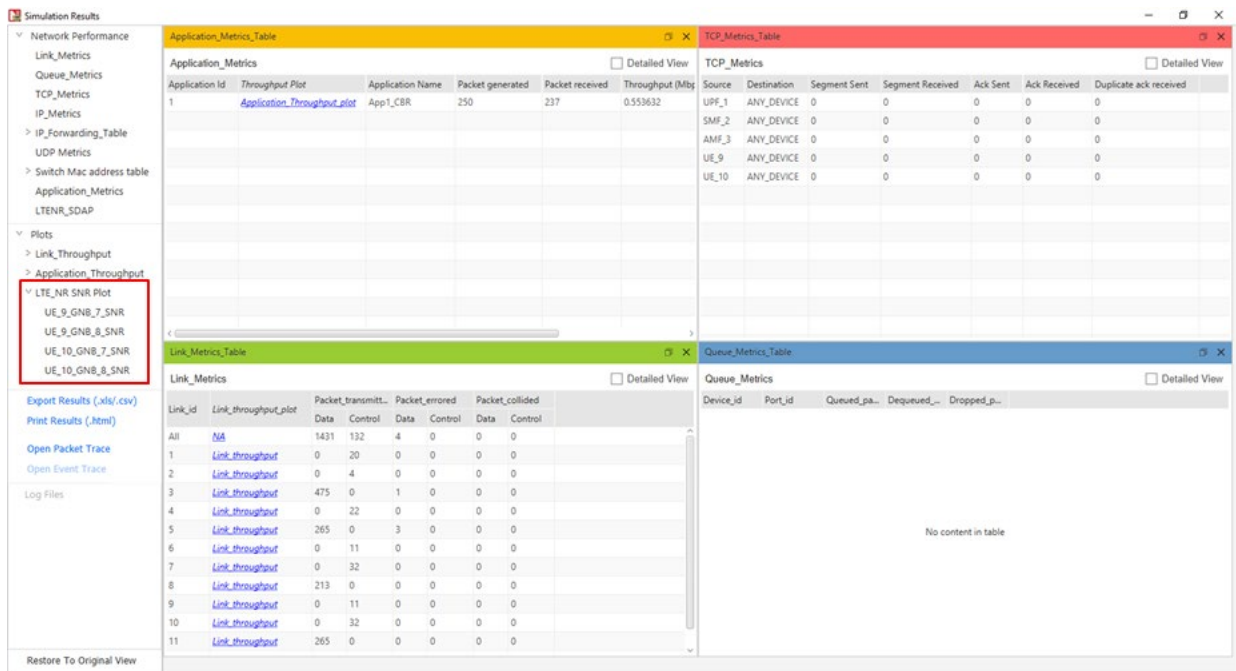 Simulation Results
Network Performance
Link_Metrics
Queue_Metrics
TCP_Metrics
IP_Metrics
IP_Forwarding_Table
UDP Metrics
Switch Mac address table
Application_Metrics
LTENR_SDAP
Plots
Link_Throughput
Application_Throughput
LTE_NR SNR Plot
UE_9_GNB_7_SNR
UE_9_GNB_8_SNR
UE_10_GNB_7_SNR
UE_10_GNB_8_SNR
Export Results (.xls/.csv)
Print Results (.html)
Open Packet Trace
Open Event Trace
Log Files
Restore To Original View
Application_Metrics_Table
Application_Metrics Detailed View
Application Id Throughput Plot Application Name Packet generated Packet received Throughput (Mbp
1 Application_Throughput_plot App1_CBR 250 237 0.553632
TCP_Metrics_Table
TCP_Metrics Detailed View
Source Destination Segment Sent Segment Received Ack Sent Ack Received Duplicate ack received
UPF_1 ANY_DEVICE 0 0 0 0 0
SMF_2 ANY_DEVICE 0 0 0 0 0
AMF_3 ANY_DEVICE 0 0 0 0 0
UE_9 ANY_DEVICE 0 0 0 0 0
UE_10 ANY_DEVICE 0 0 0 0 0
Link_Metrics_Table
Link_Metrics Detailed View
Link_id Link_throughput_plot Packet_transmitt... Packet_errored Packet_collided
Data Control Data Control Data Control
All NA 1431 132 4 0 0 0
1 Link_throughput 0 20 0 0 0 0
2 Link_throughput 0 4 0 0 0 0
3 Link_throughput 475 0 1 0 0 0
4 Link_throughput 0 22 0 0 0 0
5 Link_throughput 265 0 3 0 0 0
6 Link_throughput 0 11 0 0 0 0
7 Link_throughput 0 32 0 0 0 0
8 Link_throughput 213 0 0 0 0 0
9 Link_throughput 0 11 0 0 0 0
10 Link_throughput 0 32 0 0 0 0
11 Link_throughput 265 0 0 0 0 0
Queue_Metrics_Table
Queue_Metrics Detailed View
Device_id Port_id Queued_pa... Dequeued_... Dropped_p...
No content in table